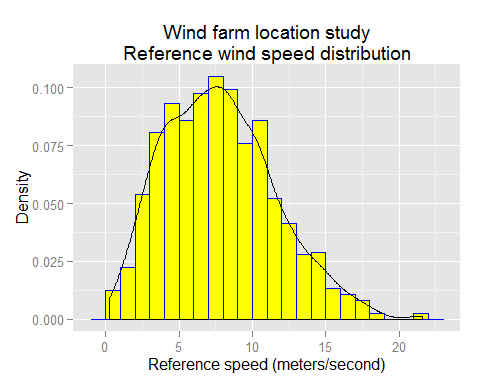 Wind farm location study
Reference wind speed distribution
0.100
0.075
0.050
0.025
0.000
Density
0 5 10 15 20
Reference speed (meters/second)